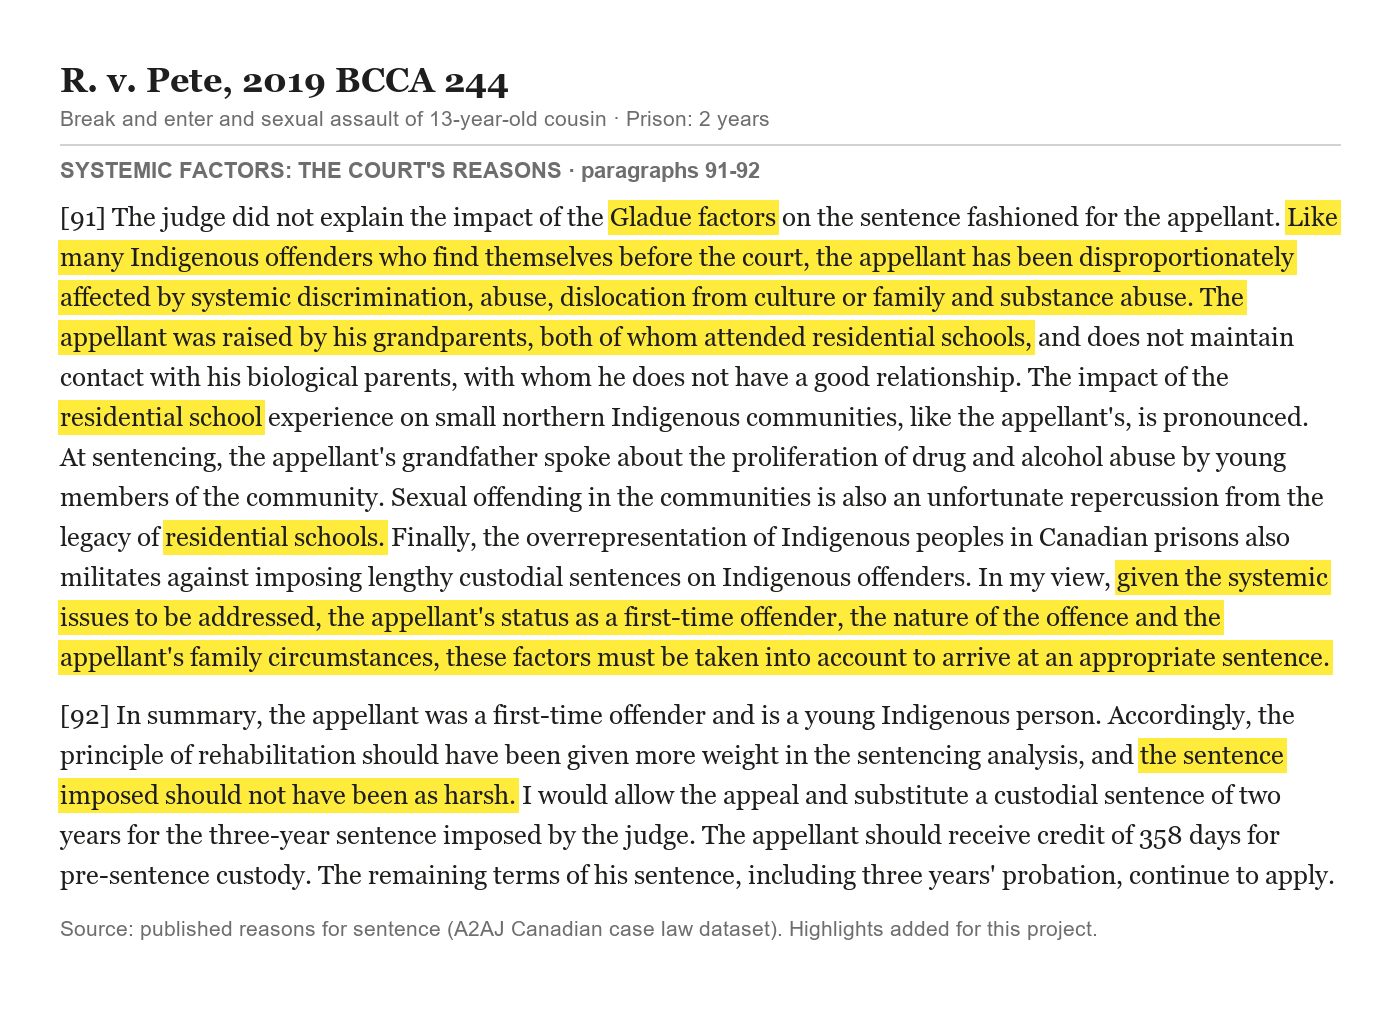 R. v. Pete, 2019 BCCA 244
Break and enter and sexual assault of 13-year-old cousin · Prison: 2 years
SYSTEMIC FACTORS: THE COURT'S REASONS · paragraphs 91-92
[91] The judge did not explain the impact of the Gladue factors on the sentence fashioned for the appellant. Like
many Indigenous offenders who find themselves before the court, the appellant has been disproportionately
affected by systemic discrimination, abuse, dislocation from culture or family and substance abuse. The
appellant was raised by his grandparents, both of whom attended residential schools, and does not maintain
contact with his biological parents, with whom he does not have a good relationship. The impact of the
residential school experience on small northern Indigenous communities, like the appellant's, is pronounced.
At sentencing, the appellant's grandfather spoke about the proliferation of drug and alcohol abuse by young
members of the community. Sexual offending in the communities is also an unfortunate repercussion from the
legacy of residential schools. Finally, the overrepresentation of Indigenous peoples in Canadian prisons also
militates against imposing lengthy custodial sentences on Indigenous offenders. In my view, given the systemic
issues to be addressed, the appellant's status as a first-time offender, the nature of the offence and the
appellant's family circumstances, these factors must be taken into account to arrive at an appropriate sentence.
[92] In summary, the appellant was a first-time offender and is a young Indigenous person. Accordingly, the
principle of rehabilitation should have been given more weight in the sentencing analysis, and the sentence
imposed should not have been as harsh. I would allow the appeal and substitute a custodial sentence of two
years for the three-year sentence imposed by the judge. The appellant should receive credit of 358 days for
pre-sentence custody. The remaining terms of his sentence, including three years' probation, continue to apply.
Source: published reasons for sentence (A2AJ Canadian case law dataset). Highlights added for this project.